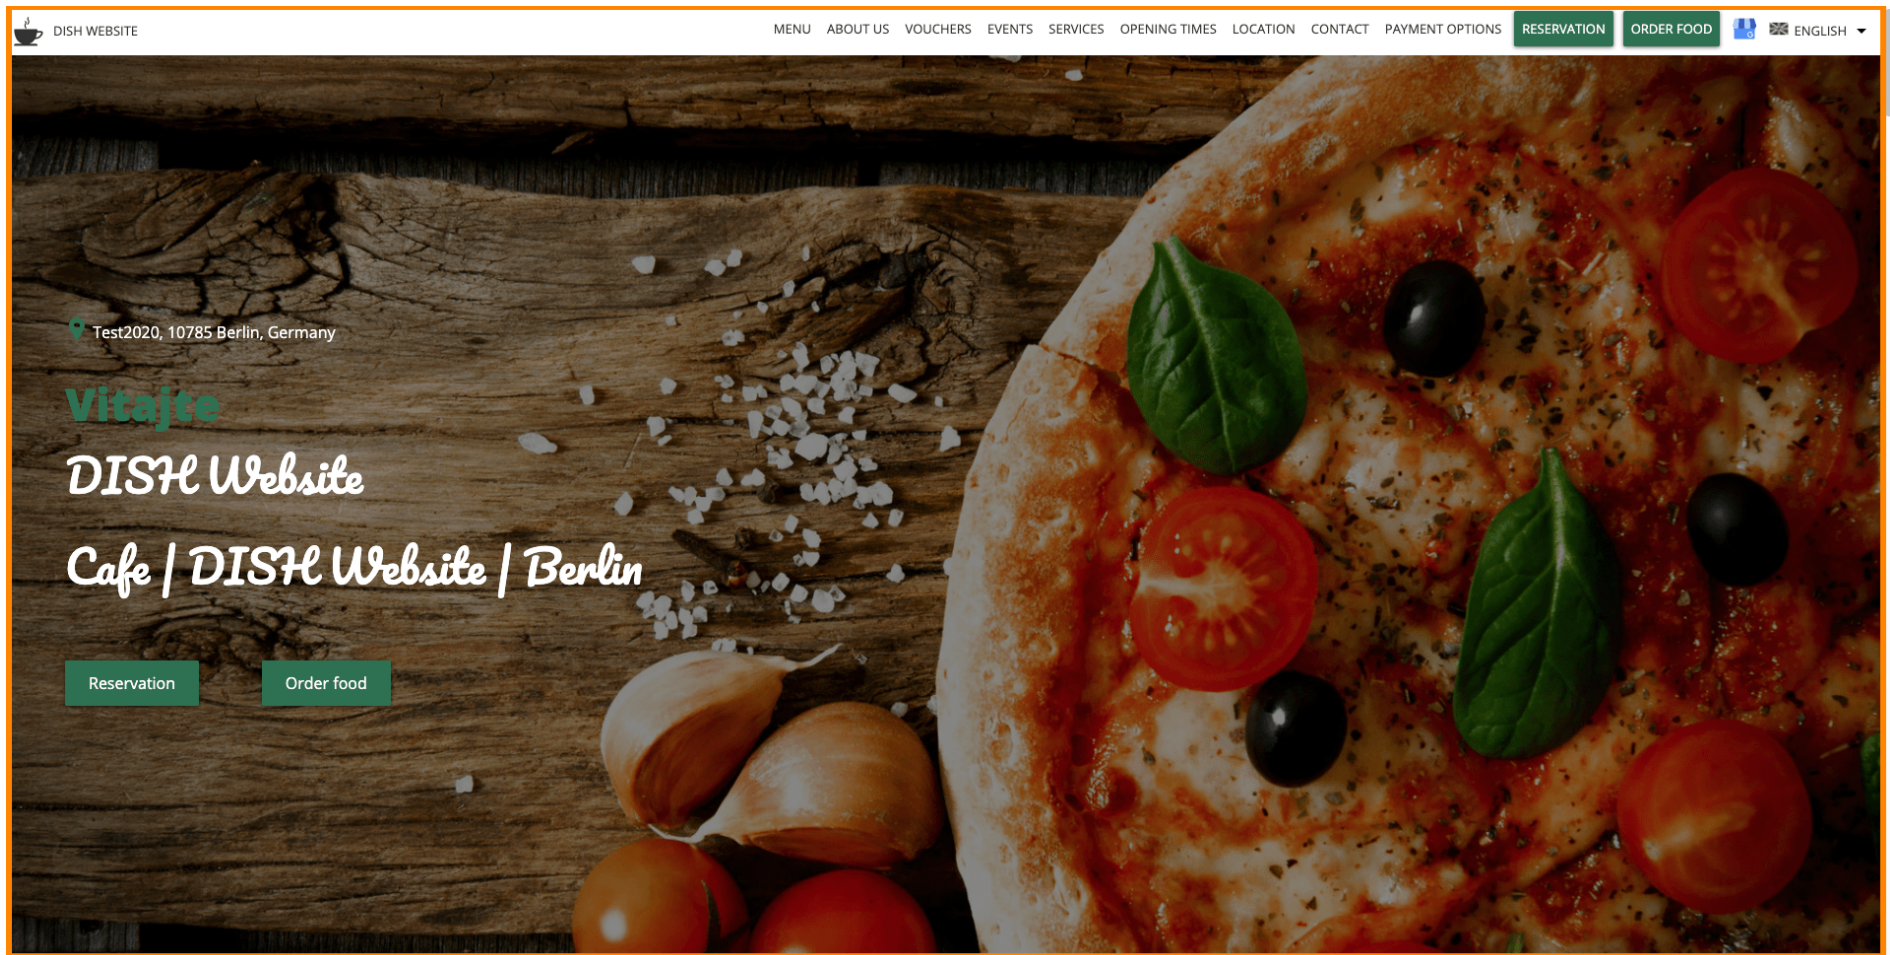 DISH WEBSITE
MENU ABOUT US VOUCHERS EVENTS SERVICES OPENING TIMES LOCATION CONTACT PAYMENT OPTIONS RESERVATION ORDER FOOD ENGLISH
Test2020, 10785 Berlin, Germany
Vitajte
DISH Website
Cafe | DISH Website | Berlin
Reservation Order food